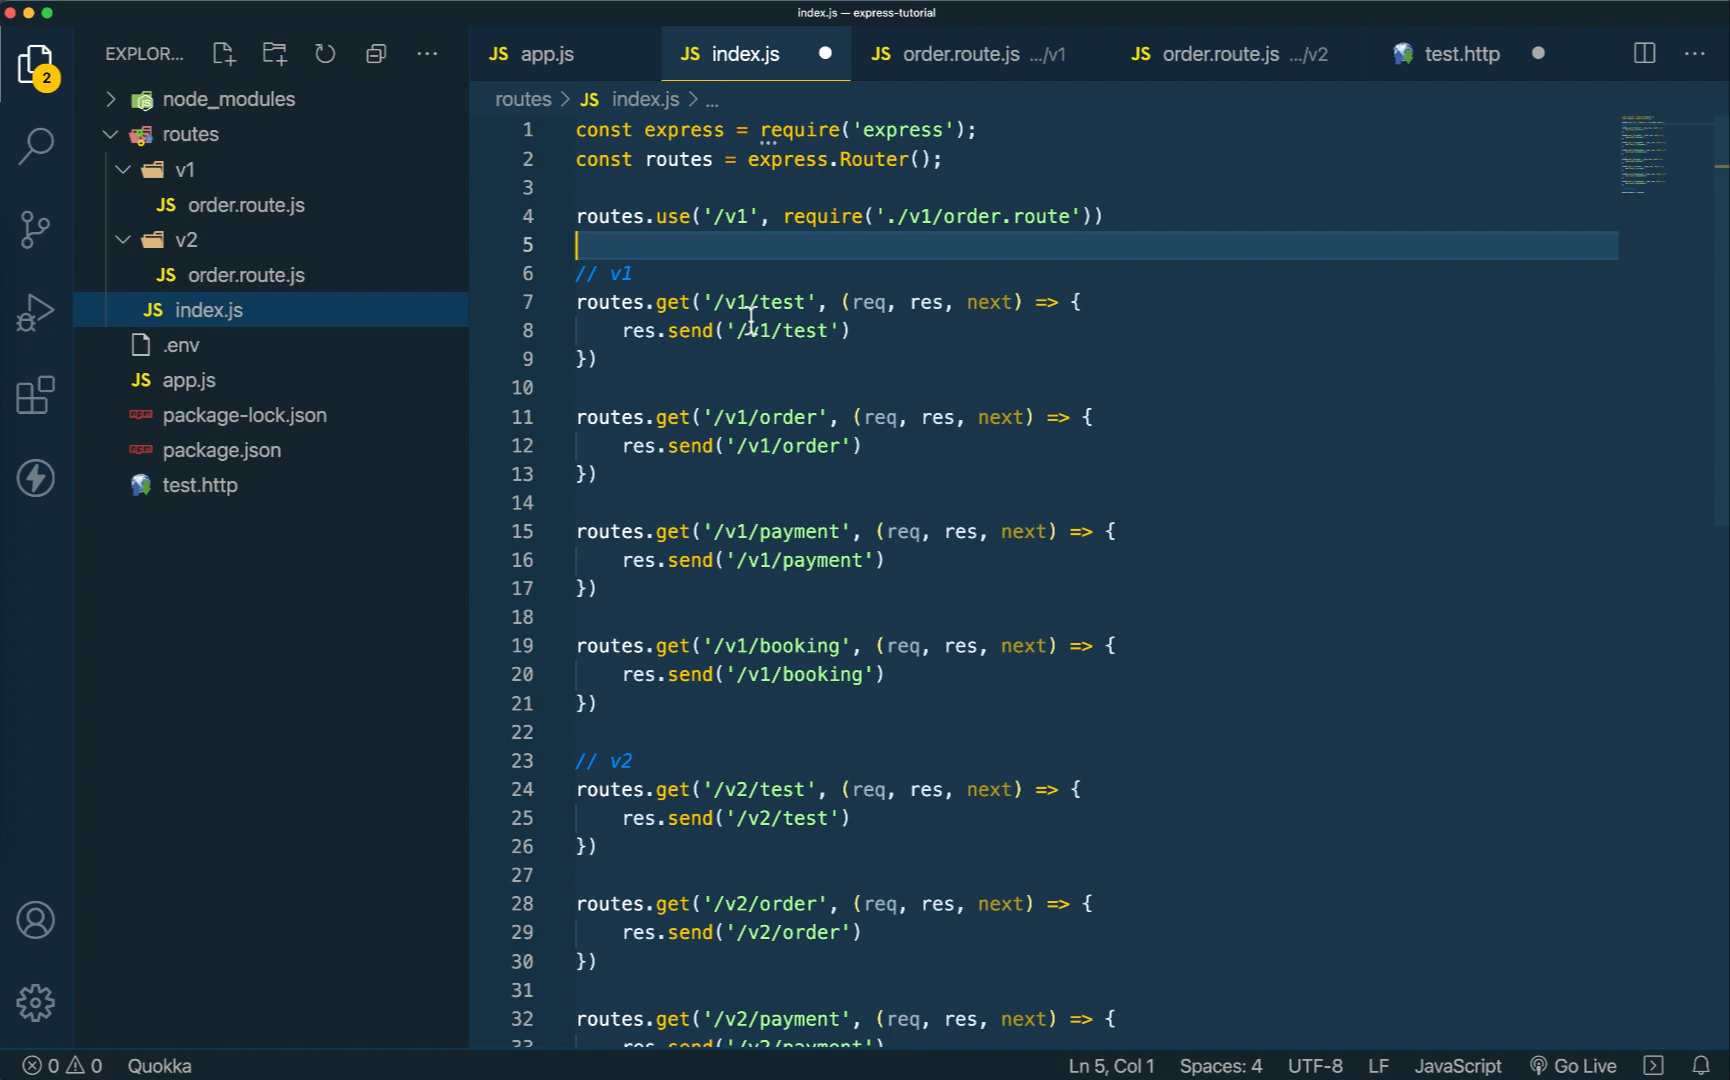 index.js — express-tutorial
EXPLOR...
JS app.js
JS index.js
JS order.route.js .../v1
JS order.route.js .../v2
test.http
2
node_modules
routes
v1
JS order.route.js
v2
JS order.route.js
JS index.js
.env
JS app.js
package-lock.json
package.json
test.http
routes > JS index.js > ...
1 const express = require('express');
2 const routes = express.Router();
3
4 routes.use('/v1', require('./v1/order.route'))
5
6 // v1
7 routes.get('/v1/test', (req, res, next) => {
8 res.send('/v1/test')
9 })
10
11 routes.get('/v1/order', (req, res, next) => {
12 res.send('/v1/order')
13 })
14
15 routes.get('/v1/payment', (req, res, next) => {
16 res.send('/v1/payment')
17 })
18
19 routes.get('/v1/booking', (req, res, next) => {
20 res.send('/v1/booking')
21 })
22
23 // v2
24 routes.get('/v2/test', (req, res, next) => {
25 res.send('/v2/test')
26 })
27
28 routes.get('/v2/order', (req, res, next) => {
29 res.send('/v2/order')
30 })
31
32 routes.get('/v2/payment', (req, res, next) => {
33 res.send('/v2/payment')
0 0 Quokka
Ln 5, Col 1 Spaces: 4 UTF-8 LF JavaScript Go Live